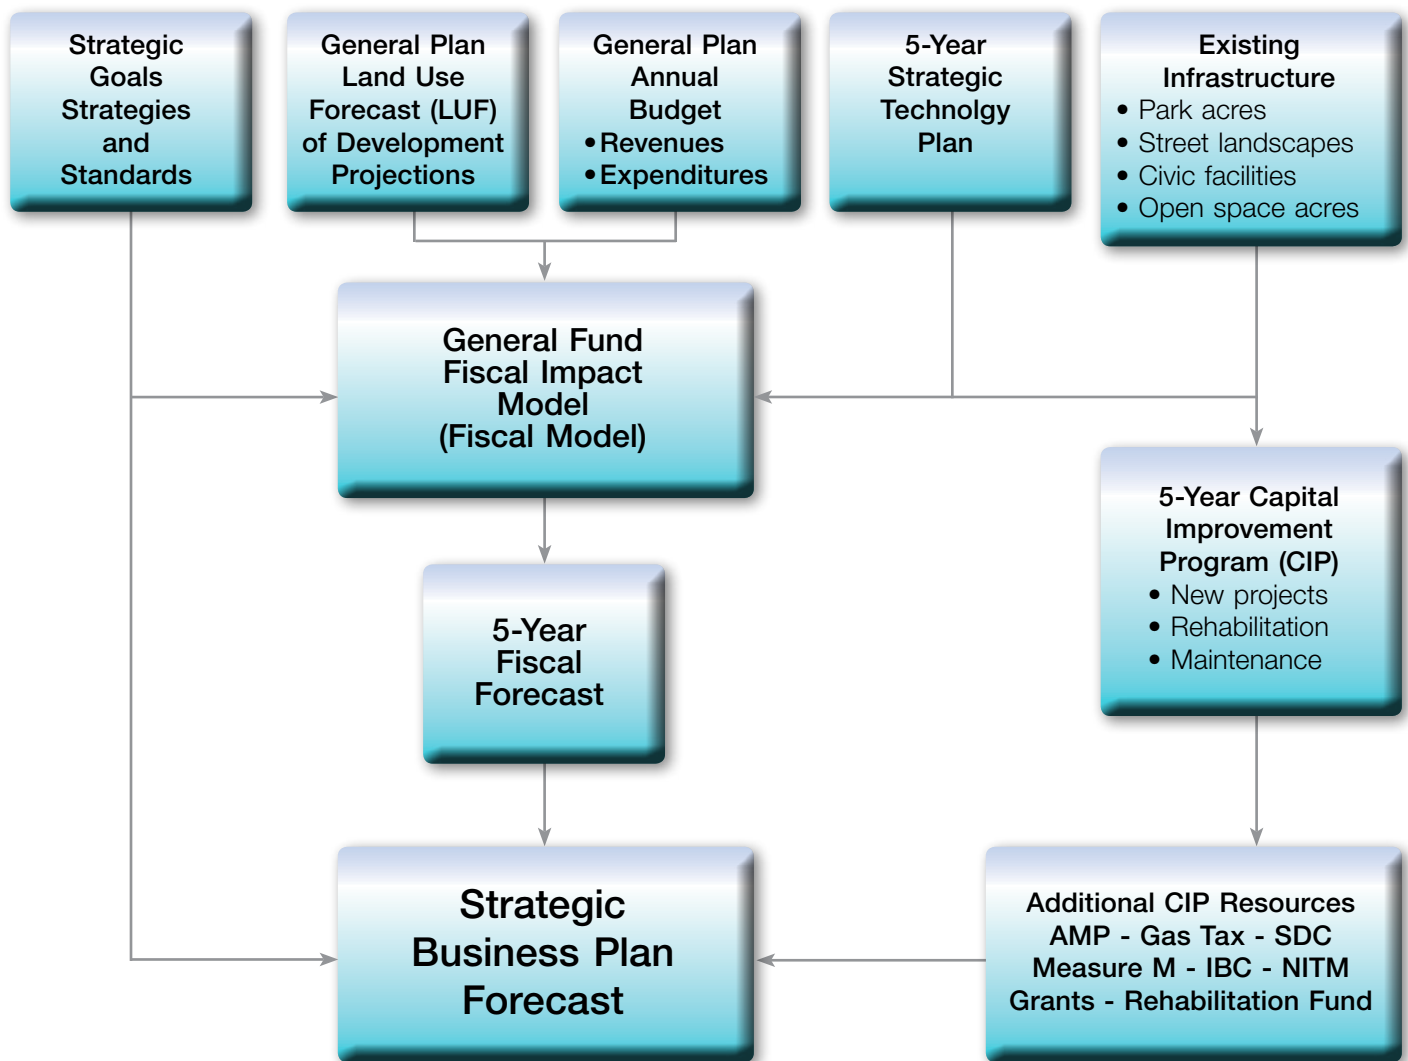 Strategic
Goals
Strategies
and
Standards
General Plan
Land Use
Forecast (LUF)
of Development
Projections
General Plan
Annual
Budget
• Revenues
• Expenditures
5-Year
Strategic
Technolgy
Plan
Existing
Infrastructure
• Park acres
• Street landscapes
• Civic facilities
• Open space acres
General Fund
Fiscal Impact
Model
(Fiscal Model)
5-Year Capital
Improvement
Program (CIP)
• New projects
• Rehabilitation
• Maintenance
5-Year
Fiscal
Forecast
Strategic
Business Plan
Forecast
Additional CIP Resources
AMP - Gas Tax - SDC
Measure M - IBC - NITM
Grants - Rehabilitation Fund